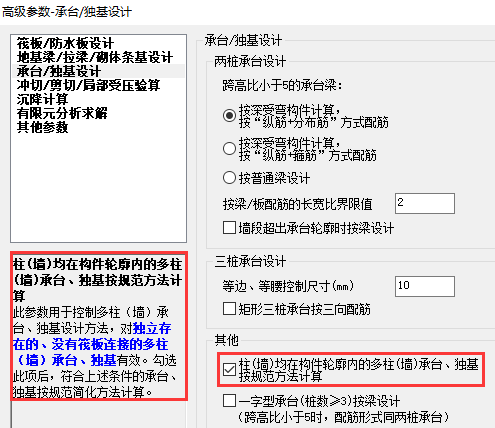 高级参数-承台/独基设计
筏板/防水板设计
地基梁/拉梁/砌体条基设计
承台/独基设计
冲切/剪切/局部受压验算
沉降计算
有限元分析求解
其他参数
柱(墙)均在构件轮廓内的多柱
(墙)承台、独基按规范方法计
算
此参数用于控制多柱（墙）承
台、独基设计方法，对独立存
在的、没有筏板连接的多柱
（墙）承台、独基有效。勾选
此项后，符合上述条件的承台、
独基按规范简化方法计算。
承台/独基设计
两桩承台设计
跨高比小于5的承台梁：
按深受弯构件计算，
按“纵筋+分布筋”方式配筋
按深受弯构件计算，
按“纵筋+箍筋”方式配筋
按普通梁设计
按梁/板配筋的长宽比界限值 2
墙段超出承台轮廓时按梁设计
三桩承台设计
等边、等腰控制尺寸(mm) 10
矩形三桩承台按三向配筋
其他
柱(墙)均在构件轮廓内的多柱(墙)承台、独基
按规范方法计算
一字型承台(桩数≥3)按梁设计
(跨高比小于5时，配筋形式同两桩承台)